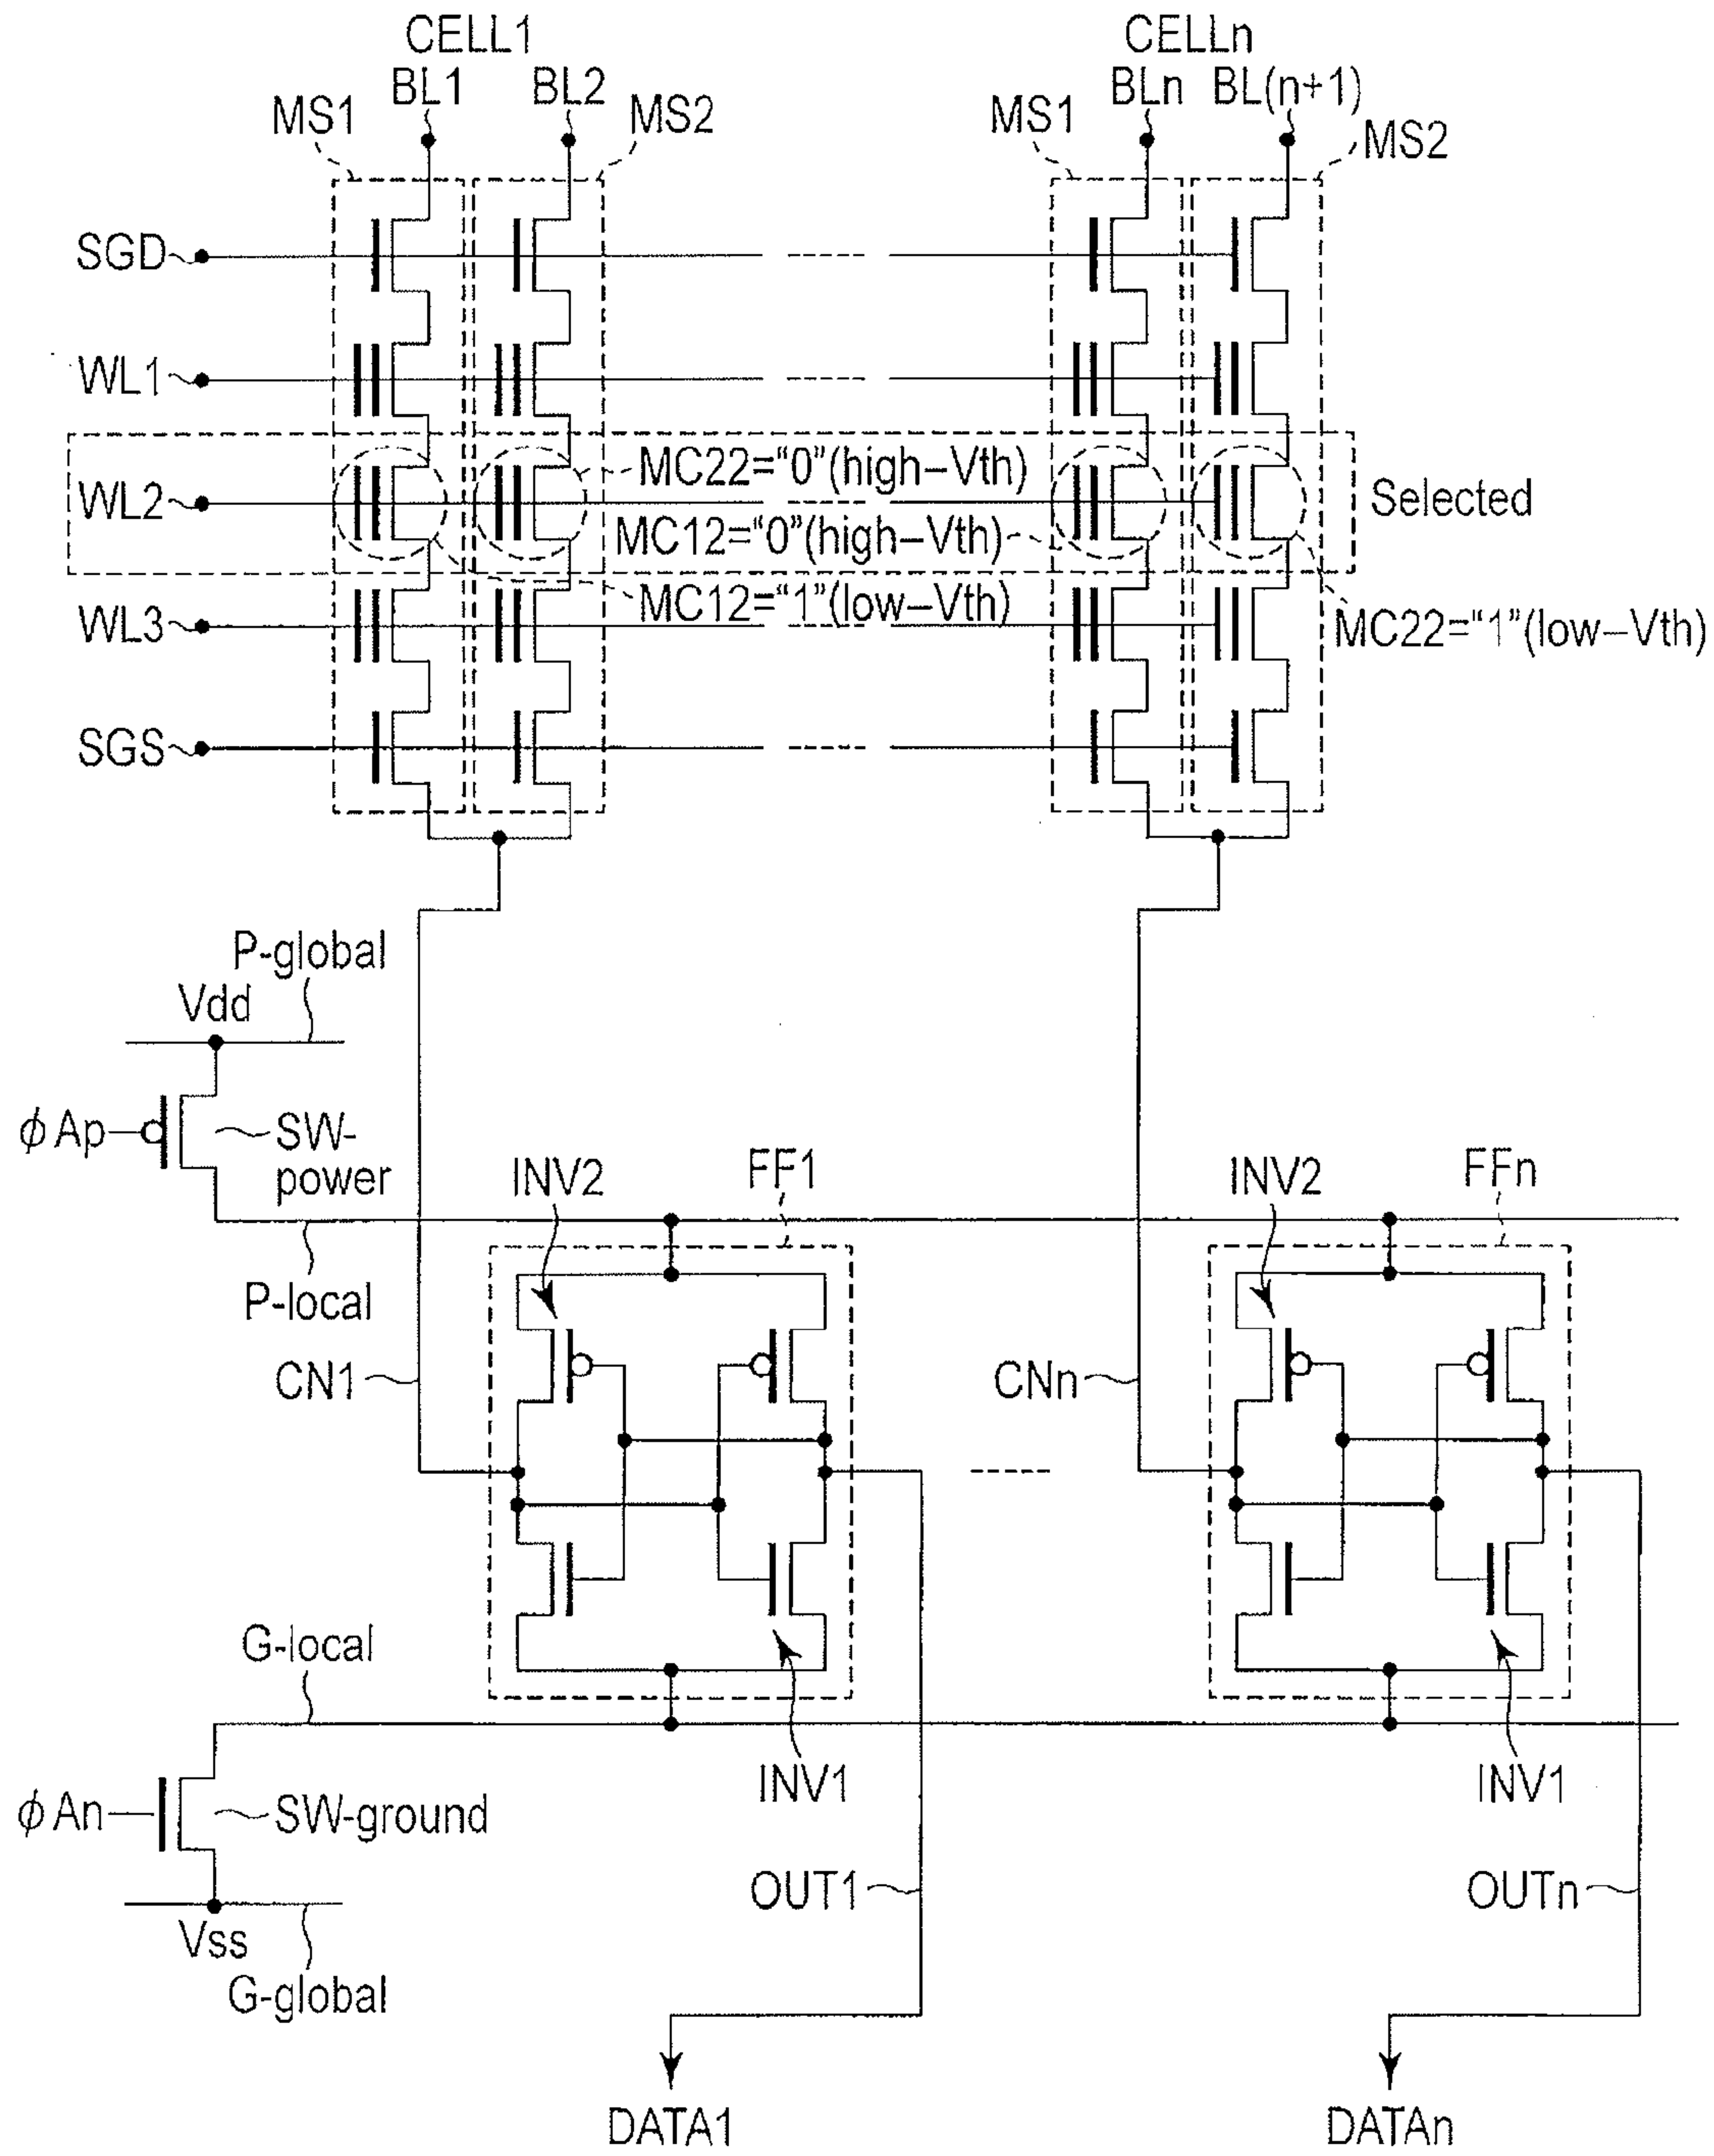 CELL1
CELLn
BL1
BL2
BLn
BL(n+1)
MS1
MS2
MS1
MS2
SGD
WL1
MC22=“0”(high–Vth)
WL2
Selected
MC12=“0”(high–Vth)
MC12=“1”(low–Vth)
WL3
MC22=“1”(low–Vth)
SGS
P-global
Vdd
ϕAp
SW-
power
INV2
FF1
INV2
FFn
P-local
CN1
CNn
G-local
INV1
INV1
ϕAn
SW-ground
OUT1
OUTn
Vss
G-global
DATA1
DATAn